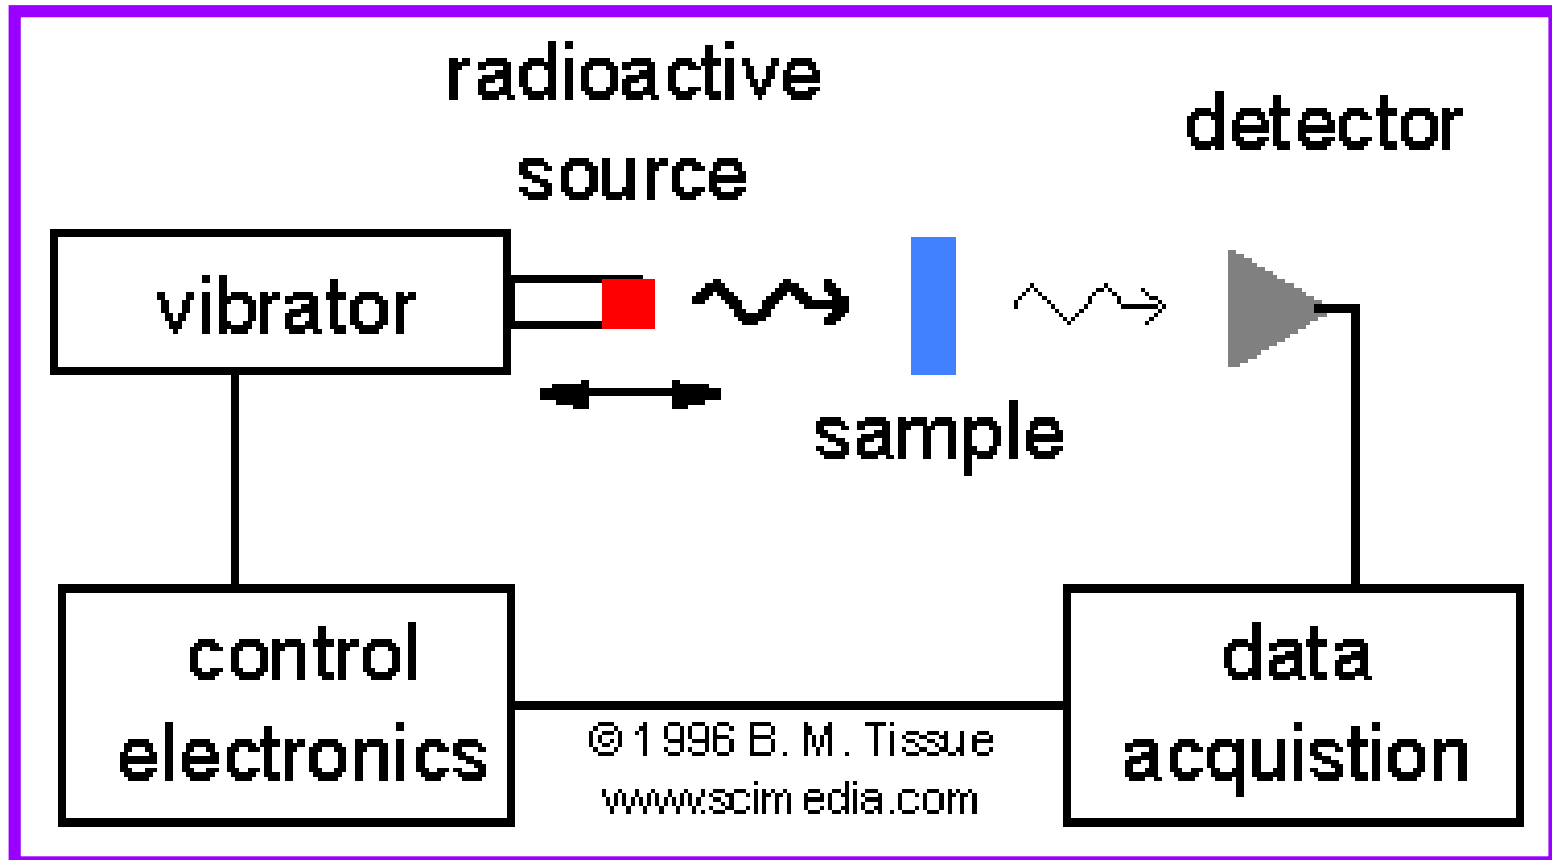 radioactive
source
detector
vibrator
sample
control
electronics
data
acquistion
© 1996 B. M. Tissue
www.scimedia.com